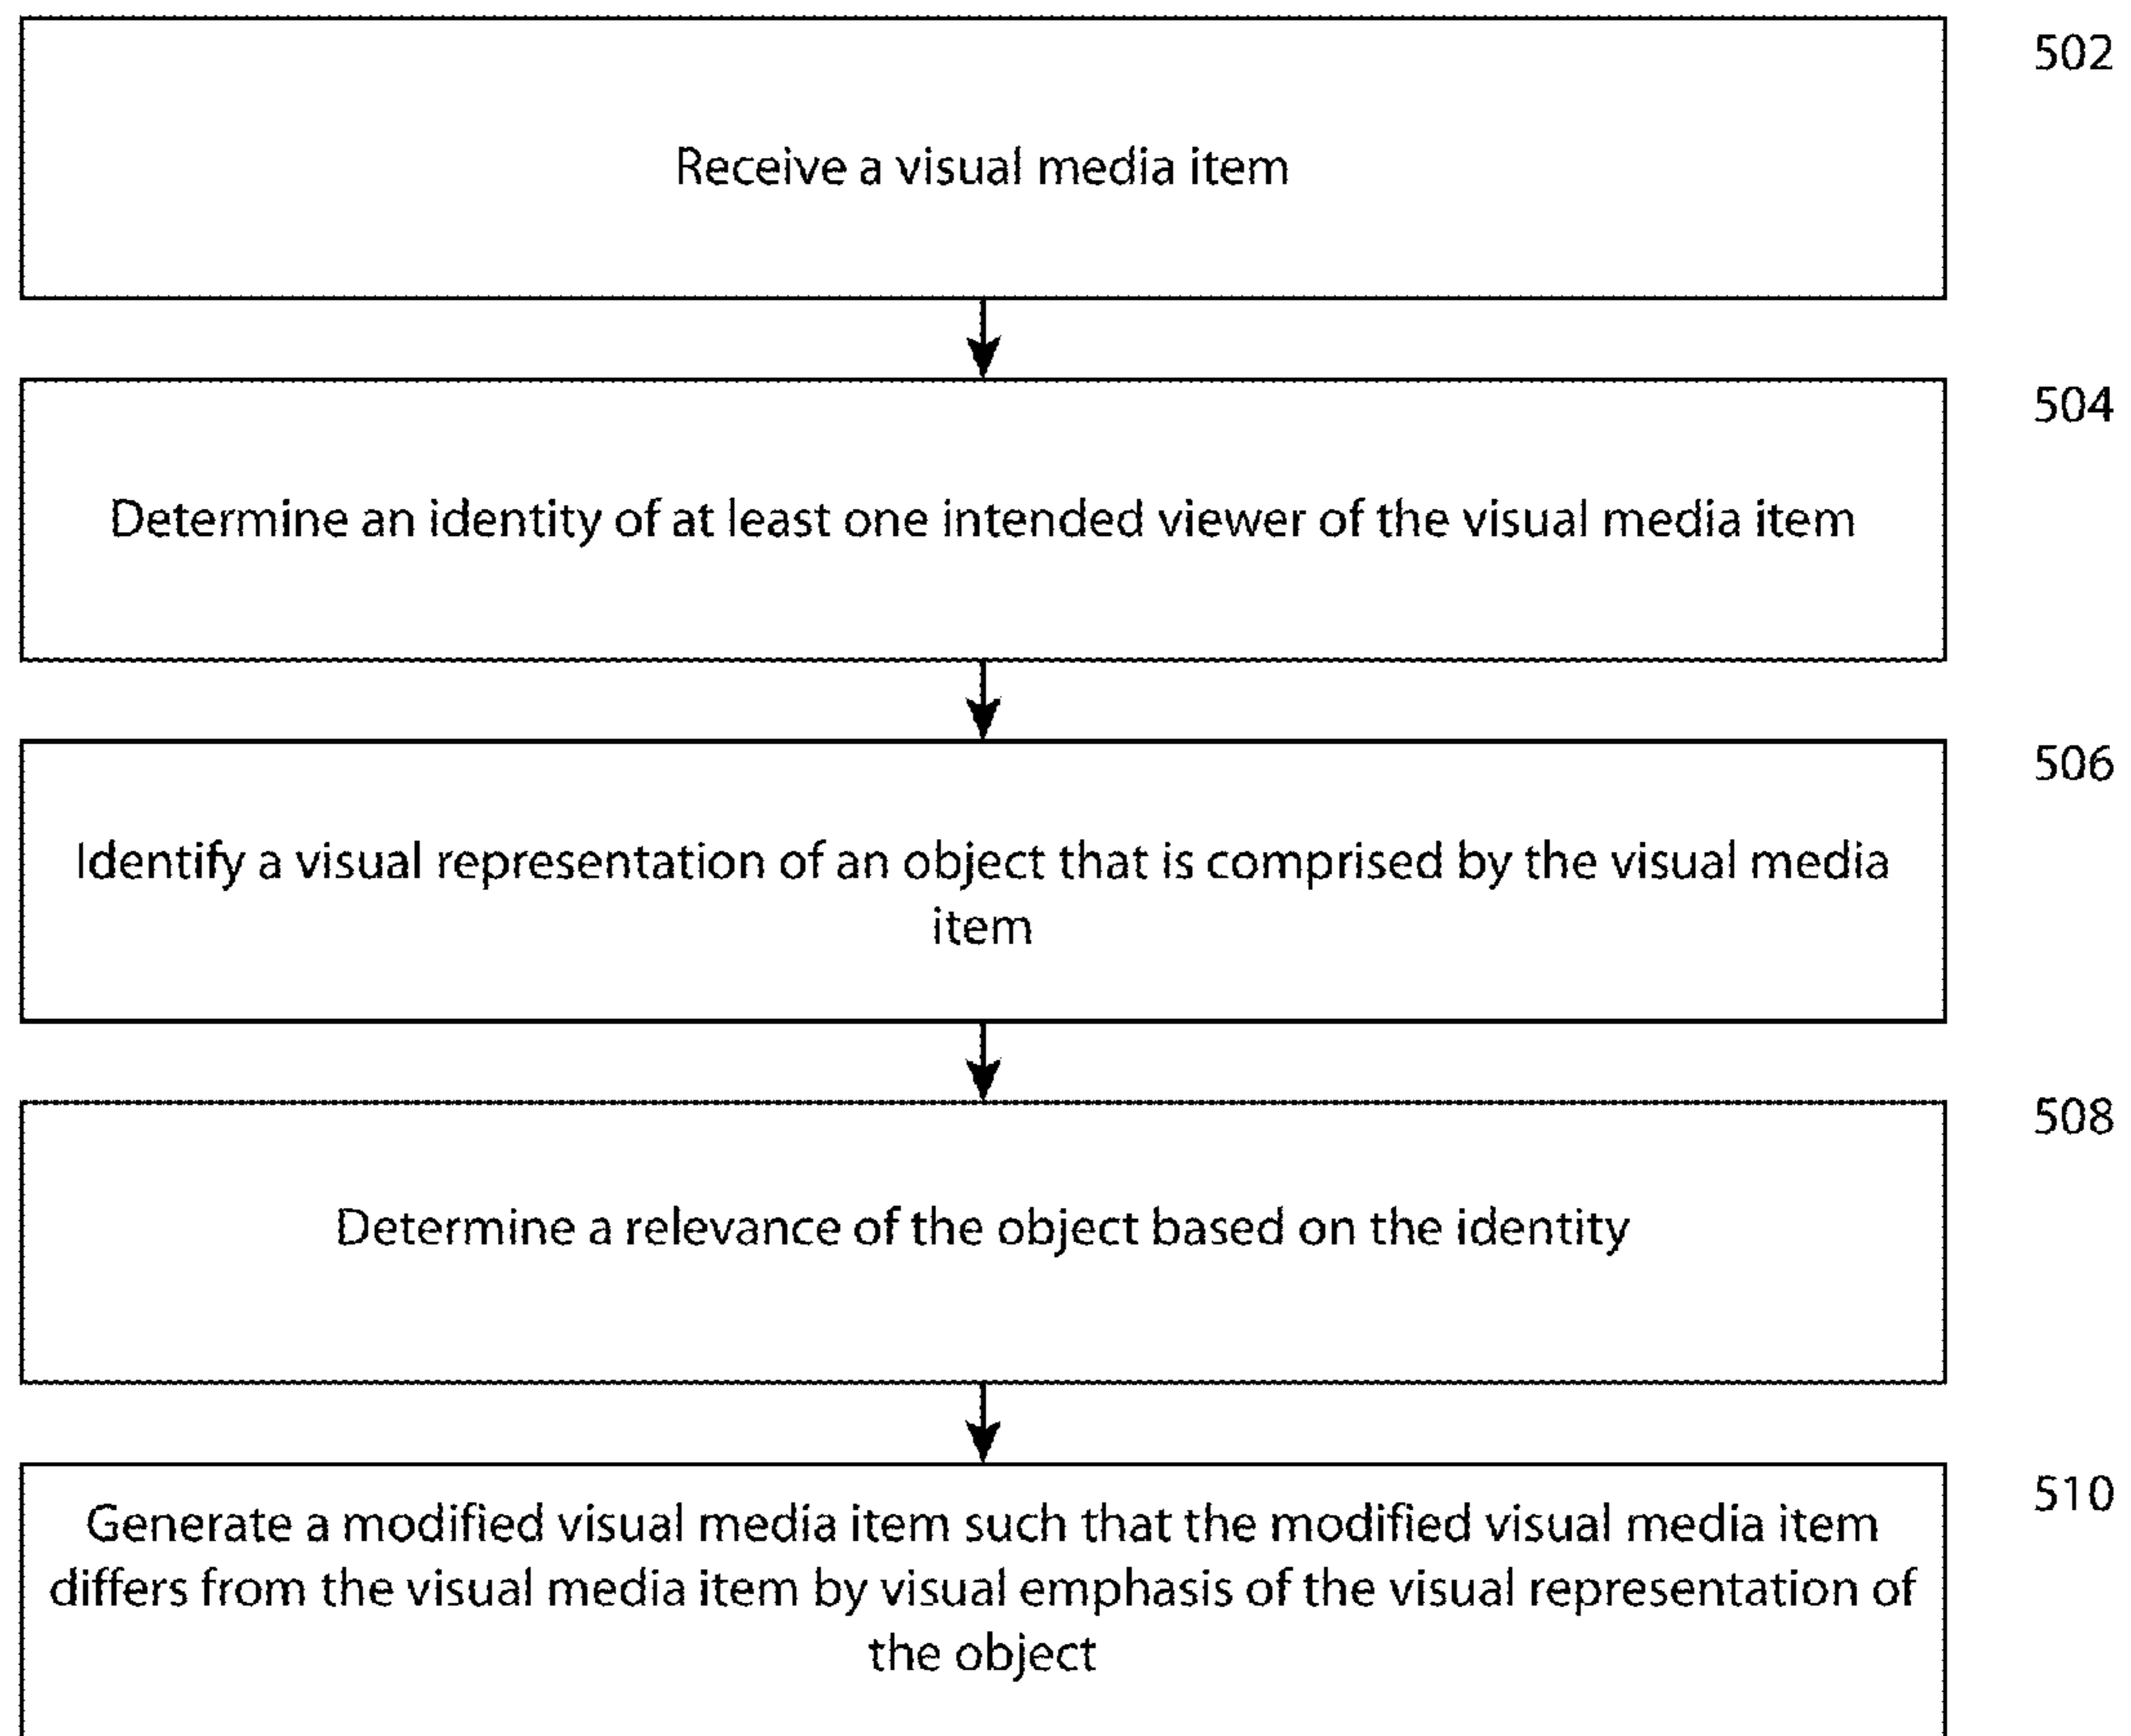 502
Receive a visual media item
504
Determine an identity of at least one intended viewer of the visual media item
506
Identify a visual representation of an object that is comprised by the visual media
item
508
Determine a relevance of the object based on the identity
510
Generate a modified visual media item such that the modified visual media item
differs from the visual media item by visual emphasis of the visual representation of
the object